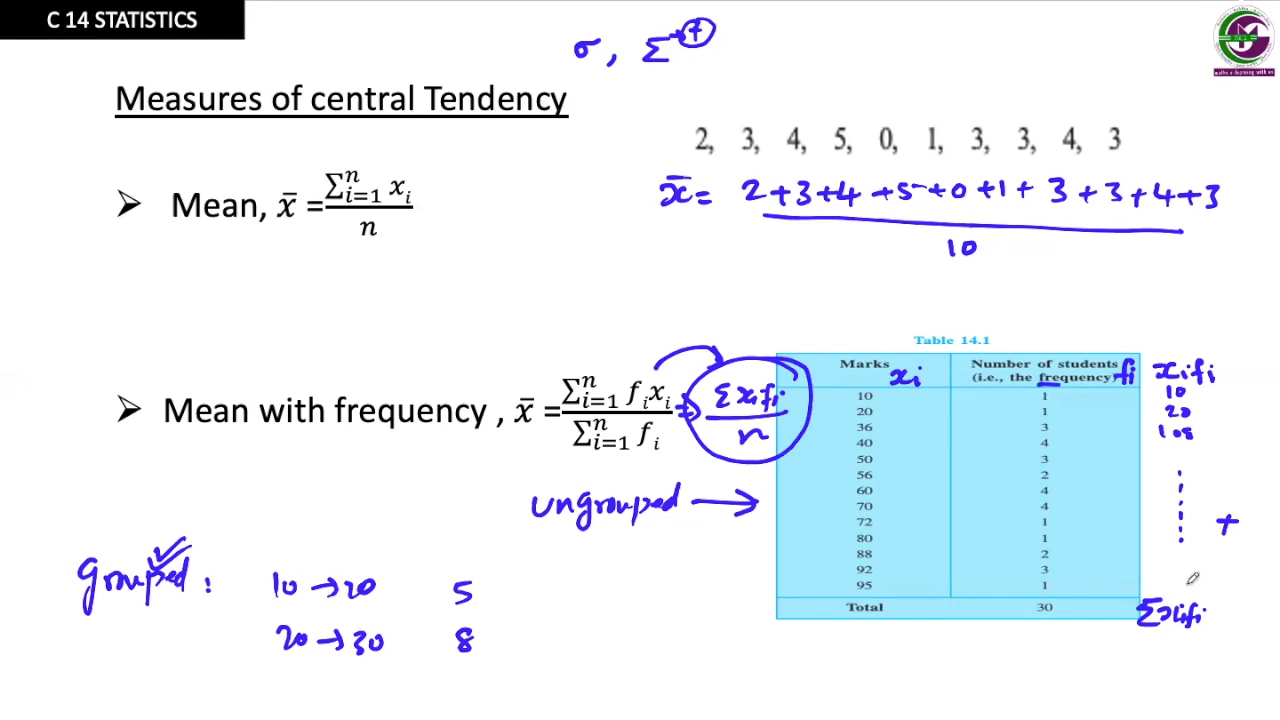 C 14 STATISTICS
σ, Σ → f
Measures of central Tendency
2, 3, 4, 5, 0, 1, 3, 3, 4, 3
➢ Mean, x̄ = ∑ⁿᵢ₌₁ xᵢ / n
x̄ = 2+3+4+5+0+1+3+3+4+3
10
Table 14.1
Marks xi Number of students (i.e., the frequency) fi xifi
10 1 10
20 1 20
36 3 108
40 4
50 3
56 2
60 4
70 4
72 1
80 1
88 2
92 3
95 1
Total 30 Σxifi
+
➢ Mean with frequency , x̄ = ∑ⁿᵢ₌₁ fᵢxᵢ / ∑ⁿᵢ₌₁ fᵢ = Σxifi / n
ungrouped →
Grouped : 10 → 20 5
20 → 30 8